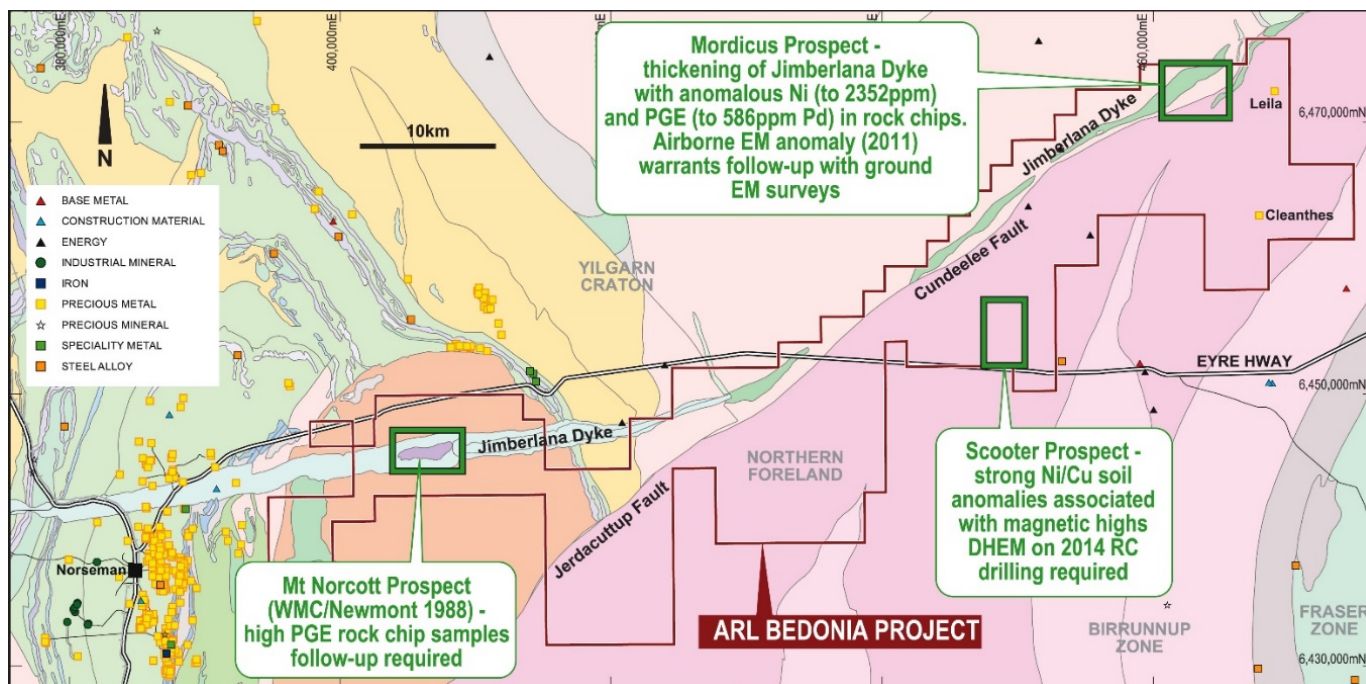 380,000mE
400,000mE
460,000mE
Mordicus Prospect -
thickening of Jimberlana Dyke
with anomalous Ni (to 2352ppm)
and PGE (to 586ppm Pd) in rock chips.
Airborne EM anomaly (2011)
warrants follow-up with ground
EM surveys
10km
N
Leila
6,470,000mN
Jimberlana Dyke
BASE METAL
CONSTRUCTION MATERIAL
ENERGY
INDUSTRIAL MINERAL
IRON
PRECIOUS METAL
PRECIOUS MINERAL
SPECIALITY METAL
STEEL ALLOY
Cleanthes
YILGARN
CRATON
Cundeelee Fault
EYRE HWAY
6,450,000mN
Jimberlana Dyke
NORTHERN
FORELAND
Scooter Prospect -
strong Ni/Cu soil
anomalies associated
with magnetic highs
DHEM on 2014 RC
drilling required
Jerdacuttup Fault
Norseman
Mt Norcott Prospect
(WMC/Newmont 1988) -
high PGE rock chip samples
follow-up required
ARL BEDONIA PROJECT
BIRRUNNUP
ZONE
FRASER
ZONE
6,430,000mN